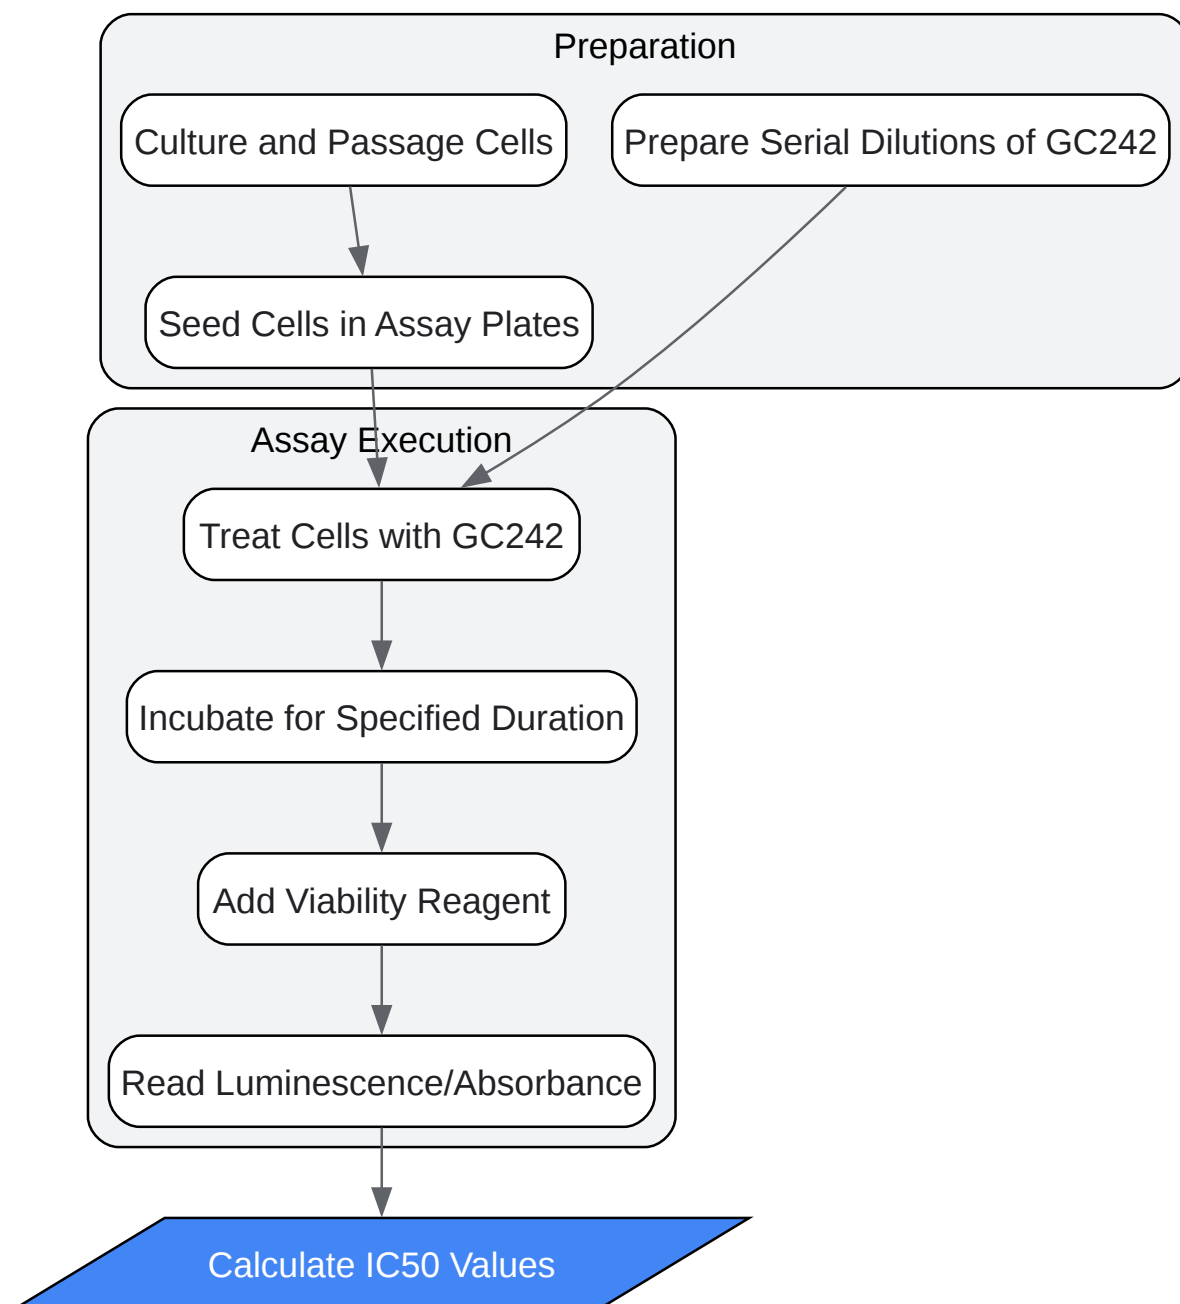 Preparation
Culture and Passage Cells
Prepare Serial Dilutions of GC242
Seed Cells in Assay Plates
Assay Execution
Treat Cells with GC242
Incubate for Specified Duration
Add Viability Reagent
Read Luminescence/Absorbance
Calculate IC50 Values